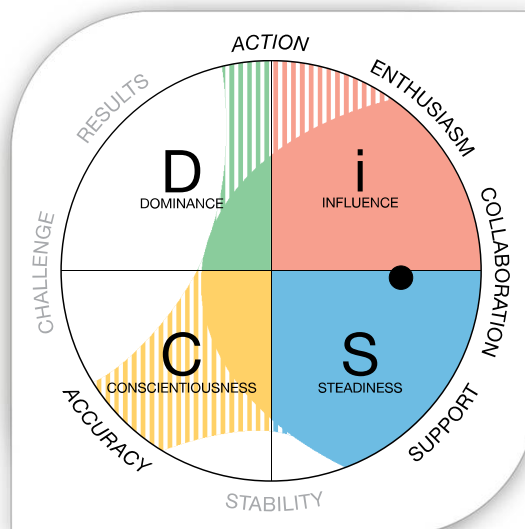 ACTION
ENTHUSIASM
RESULTS
D
DOMINANCE
i
INFLUENCE
COLLABORATION
CHALLENGE
C
CONSCIENTIOUSNESS
S
STEADINESS
ACCURACY
SUPPORT
STABILITY